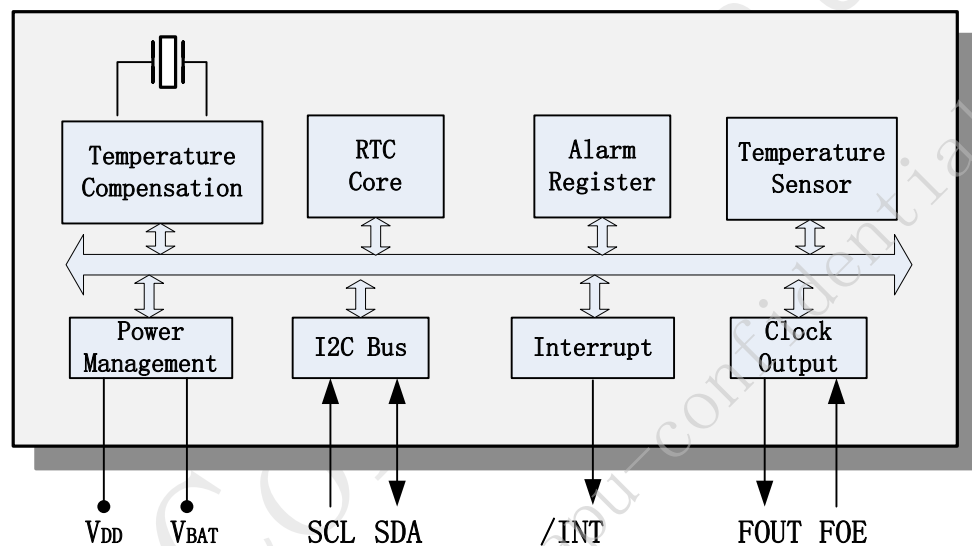 Temperature
Compensation
RTC
Core
Alarm
Register
Temperature
Sensor
Power
Management
I2C Bus
Interrupt
Clock
Output
VDD
VBAT
SCL
SDA
/INT
FOUT
FOE
confidential